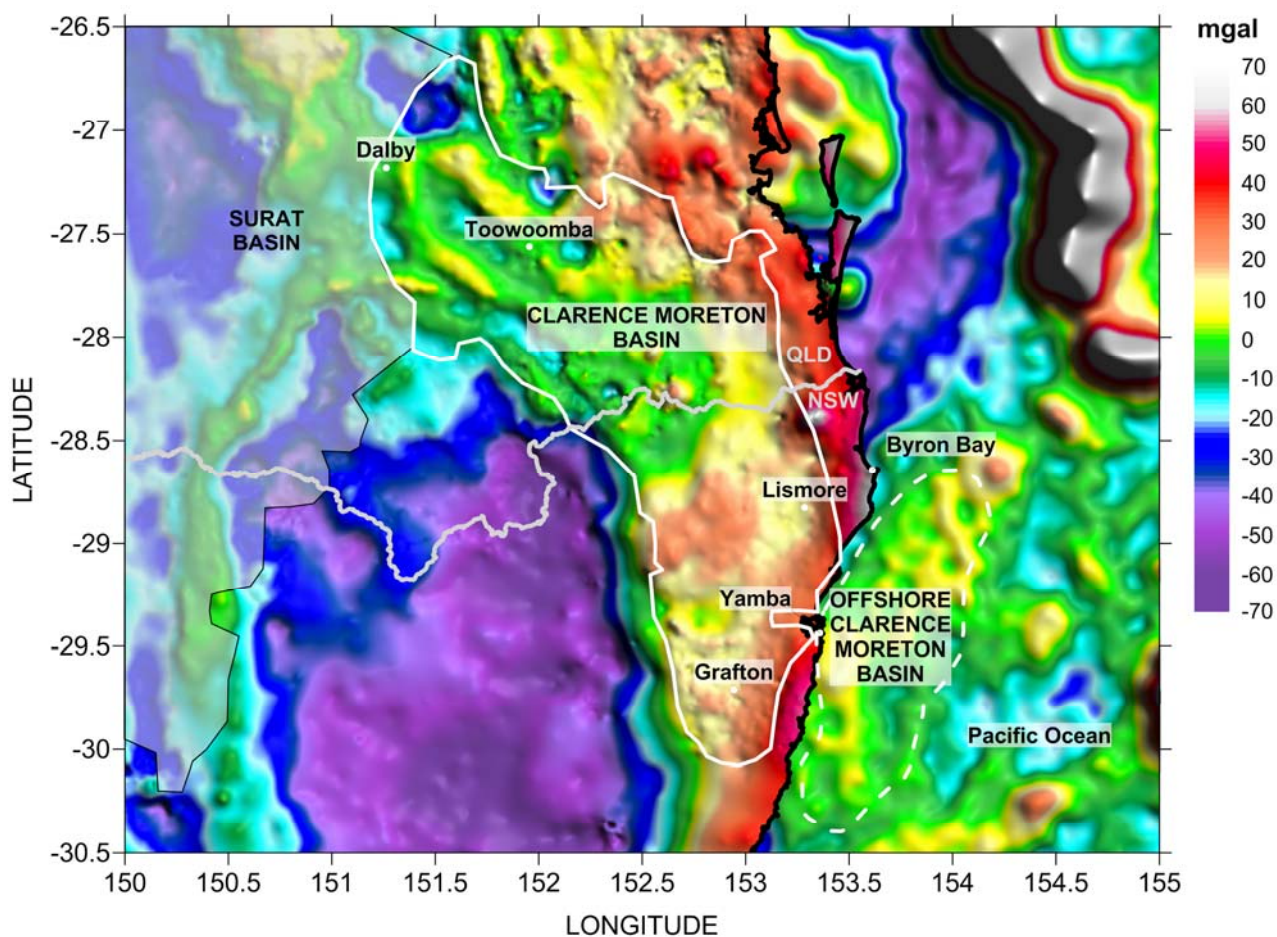 mgal
70
60
50
40
30
20
10
0
-10
-20
-30
-40
-50
-60
-70
-26.5
-27
-27.5
-28
-28.5
-29
-29.5
-30
-30.5
LATITUDE
Dalby
SURAT
BASIN
Toowoomba
CLARENCE MORETON
BASIN
QLD
NSW
Byron Bay
Lismore
Yamba
OFFSHORE
CLARENCE
MORETON
BASIN
Grafton
Pacific Ocean
150
150.5
151
151.5
152
152.5
153
153.5
154
154.5
155
LONGITUDE